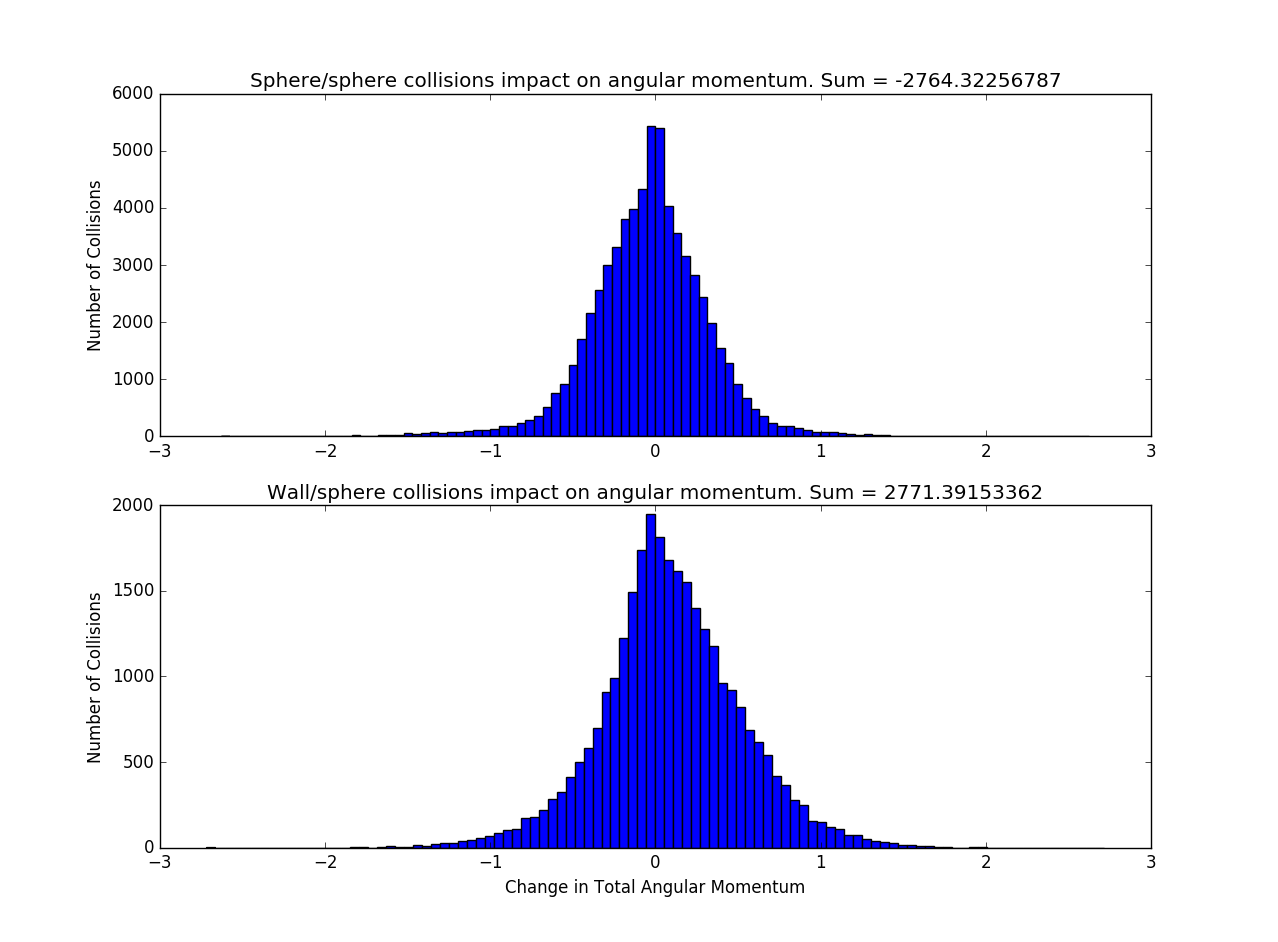 Sphere/sphere collisions impact on angular momentum. Sum = -2764.32256787
6000
5000
4000
3000
2000
1000
0
Number of Collisions
−3 −2 −1 0 1 2 3
Wall/sphere collisions impact on angular momentum. Sum = 2771.39153362
2000
1500
1000
500
0
Number of Collisions
−3 −2 −1 0 1 2 3
Change in Total Angular Momentum